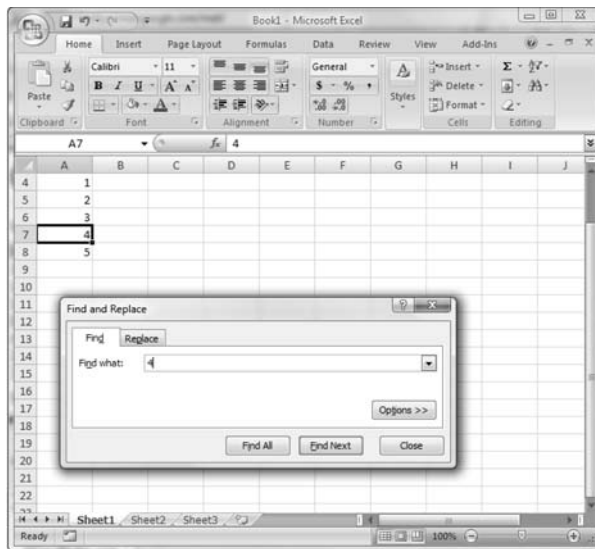 Book1 - Microsoft Excel
Home Insert Page Layout Formulas Data Review View Add-Ins
Paste
Calibri 11
B I U A A
A
General
$ % ,
Styles
Insert
Delete
Format
Σ
Clipboard Font Alignment Number Cells Editing
A7 fx 4
A B C D E F G H I J
4 1
5 2
6 3
7 4
8 5
9
10
11
12
13
14
15
16
17
18
19
20
21
22
Find and Replace
Find Replace
Find what: 4
Options >>
Find All Find Next Close
Sheet1 Sheet2 Sheet3
Ready 100%